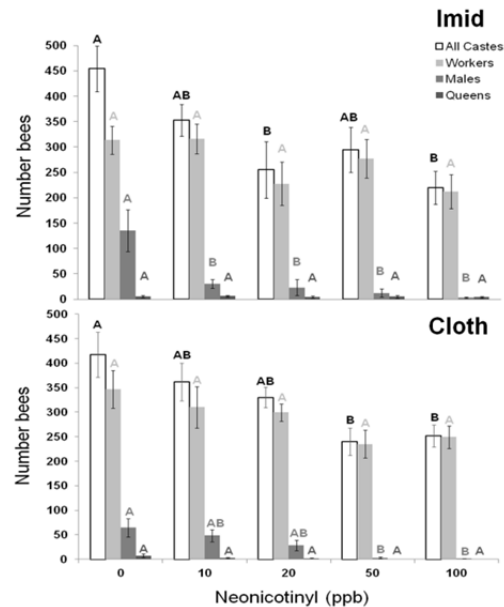 Imid
All Castes
Workers
Males
Queens
Number bees
500
450
400
350
300
250
200
150
100
50
0
A A A A
AB A B A
B A B A
AB A B A
B A B A
Cloth
Number bees
500
450
400
350
300
250
200
150
100
50
0
A A A A
AB A AB A
AB A AB A
B A B A
B A B A
0 10 20 50 100
Neonicotinyl (ppb)